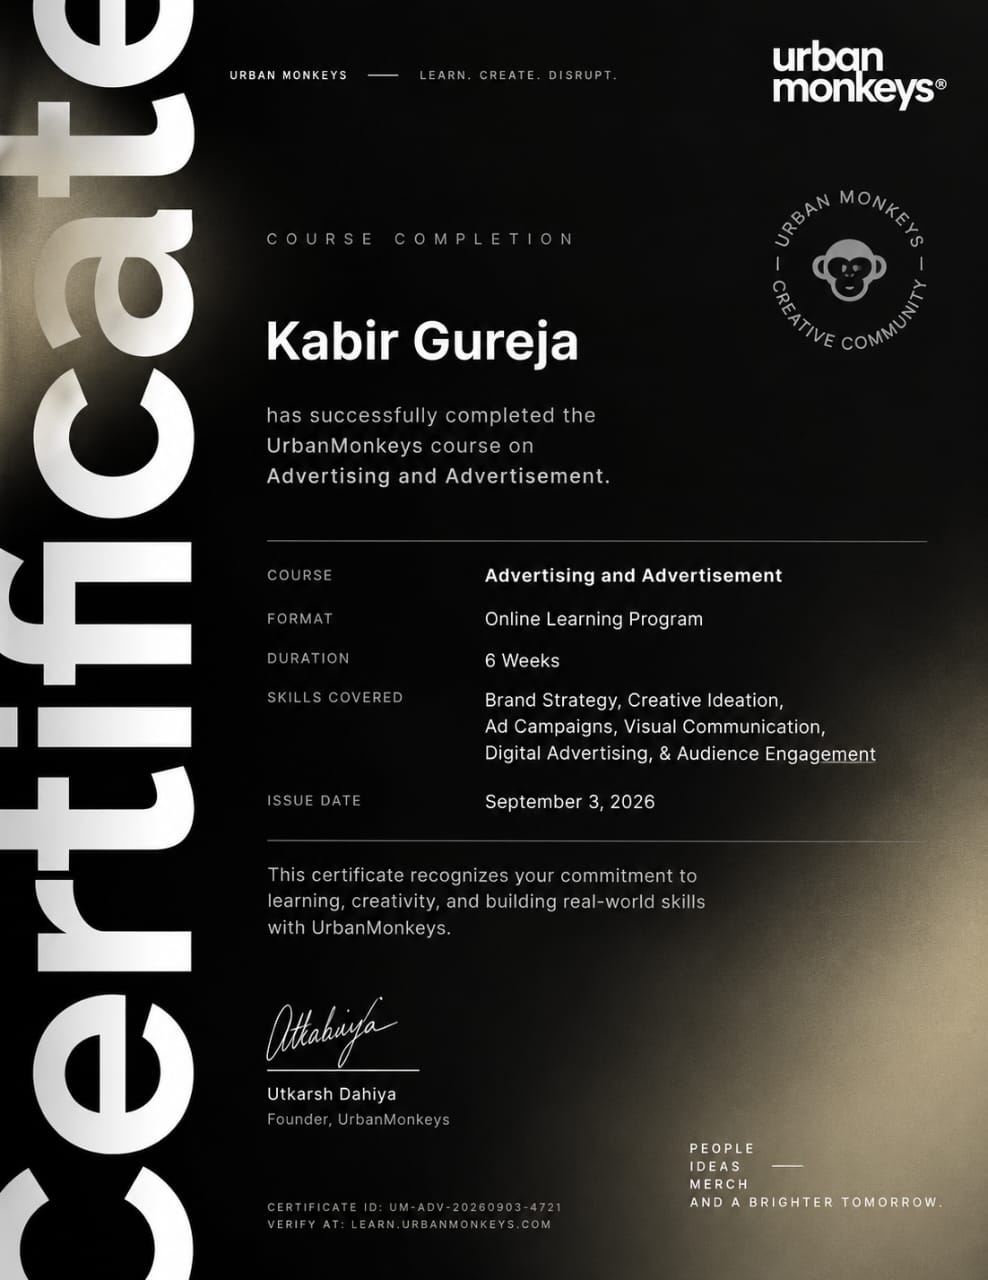 certificate
URBAN MONKEYS — LEARN. CREATE. DISRUPT.
urban
monkeys®
URBAN MONKEYS — CREATIVE COMMUNITY —
COURSE COMPLETION
Kabir Gureja
has successfully completed the
UrbanMonkeys course on
Advertising and Advertisement.
COURSE Advertising and Advertisement
FORMAT Online Learning Program
DURATION 6 Weeks
SKILLS COVERED Brand Strategy, Creative Ideation,
Ad Campaigns, Visual Communication,
Digital Advertising, & Audience Engagement
ISSUE DATE September 3, 2026
This certificate recognizes your commitment to
learning, creativity, and building real-world skills
with UrbanMonkeys.
Utkarsh Dahiya
Founder, UrbanMonkeys
PEOPLE
IDEAS —
MERCH
AND A BRIGHTER TOMORROW.
CERTIFICATE ID: UM-ADV-20260903-4721
VERIFY AT: LEARN.URBANMONKEYS.COM